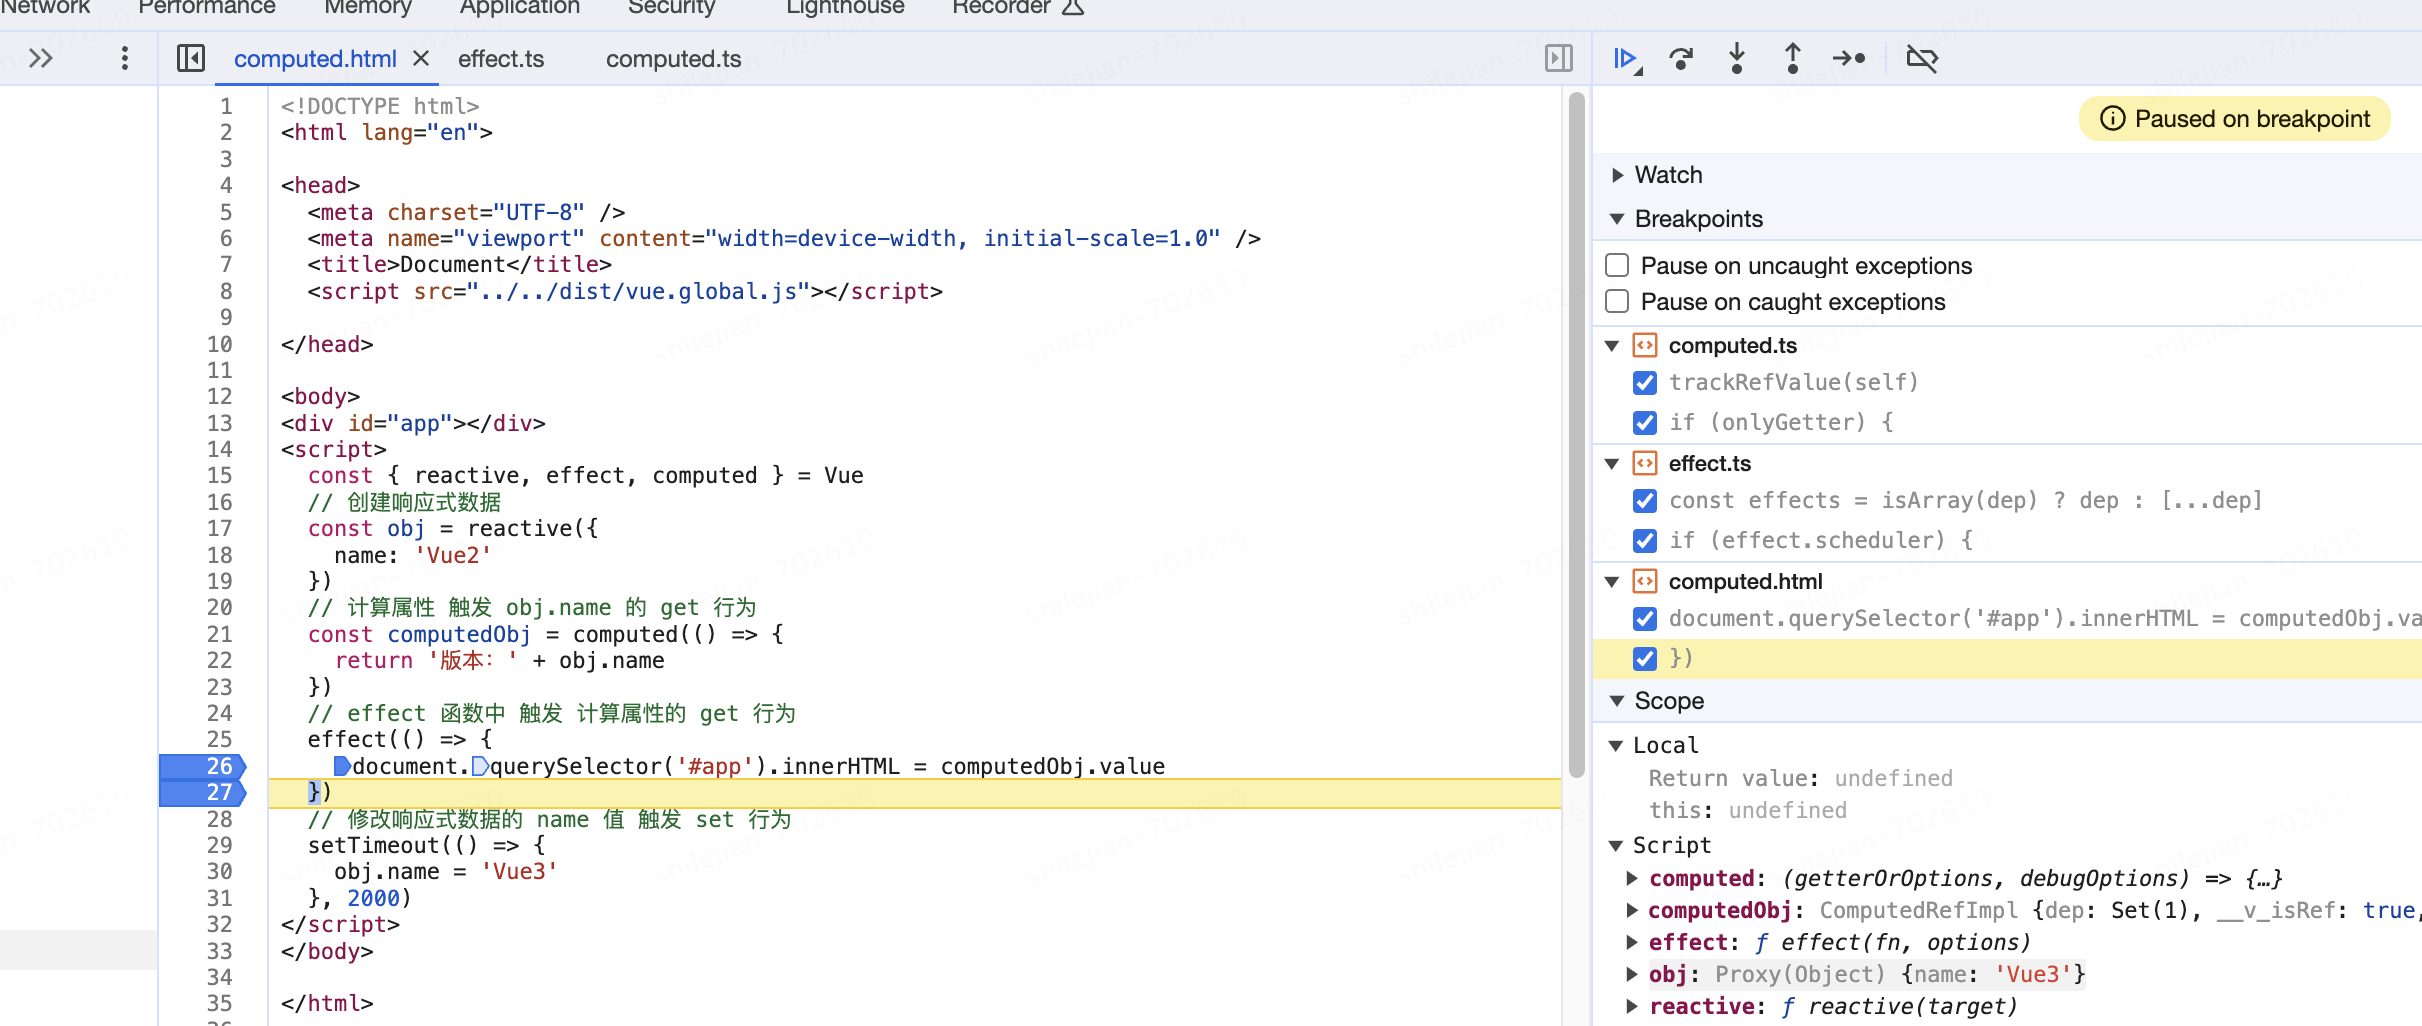 Network Performance Memory Application Security Lighthouse Recorder
computed.html effect.ts computed.ts
1 <!DOCTYPE html>
2 <html lang="en">
3
4 <head>
5 <meta charset="UTF-8" />
6 <meta name="viewport" content="width=device-width, initial-scale=1.0" />
7 <title>Document</title>
8 <script src="../../dist/vue.global.js"></script>
9
10 </head>
11
12 <body>
13 <div id="app"></div>
14 <script>
15 const { reactive, effect, computed } = Vue
16 // 创建响应式数据
17 const obj = reactive({
18 name: 'Vue2'
19 })
20 // 计算属性 触发 obj.name 的 get 行为
21 const computedObj = computed(() => {
22 return '版本：' + obj.name
23 })
24 // effect 函数中 触发 计算属性的 get 行为
25 effect(() => {
26 document.querySelector('#app').innerHTML = computedObj.value
27 })
28 // 修改响应式数据的 name 值 触发 set 行为
29 setTimeout(() => {
30 obj.name = 'Vue3'
31 }, 2000)
32 </script>
33 </body>
34
35 </html>
Paused on breakpoint
Watch
Breakpoints
Pause on uncaught exceptions
Pause on caught exceptions
computed.ts
trackRefValue(self)
if (onlyGetter) {
effect.ts
const effects = isArray(dep) ? dep : [...dep]
if (effect.scheduler) {
computed.html
document.querySelector('#app').innerHTML = computedObj.va
})
Scope
Local
Return value: undefined
this: undefined
Script
computed: (getterOrOptions, debugOptions) => {…}
computedObj: ComputedRefImpl {dep: Set(1), __v_isRef: true,
effect: ƒ effect(fn, options)
obj: Proxy(Object) {name: 'Vue3'}
reactive: ƒ reactive(target)